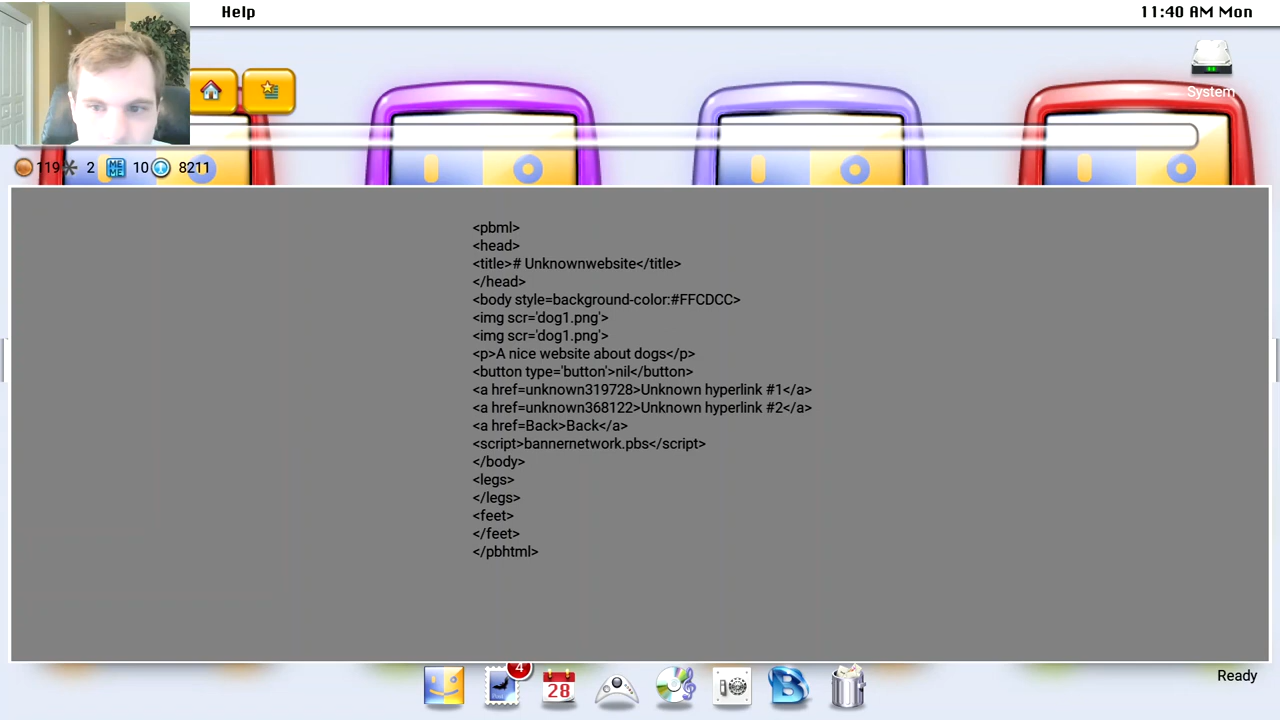 Help
11:40 AM Mon
System
119 2 10 8211
<pbml>
<head>
<title># Unknownwebsite</title>
</head>
<body style=background-color:#FFCDCC>
<img scr='dog1.png'>
<img scr='dog1.png'>
<p>A nice website about dogs</p>
<button type='button'>nil</button>
<a href=unknown319728>Unknown hyperlink #1</a>
<a href=unknown368122>Unknown hyperlink #2</a>
<a href=Back>Back</a>
<script>bannernetwork.pbs</script>
</body>
<legs>
</legs>
<feet>
</feet>
</pbhtml>
4
28
Ready